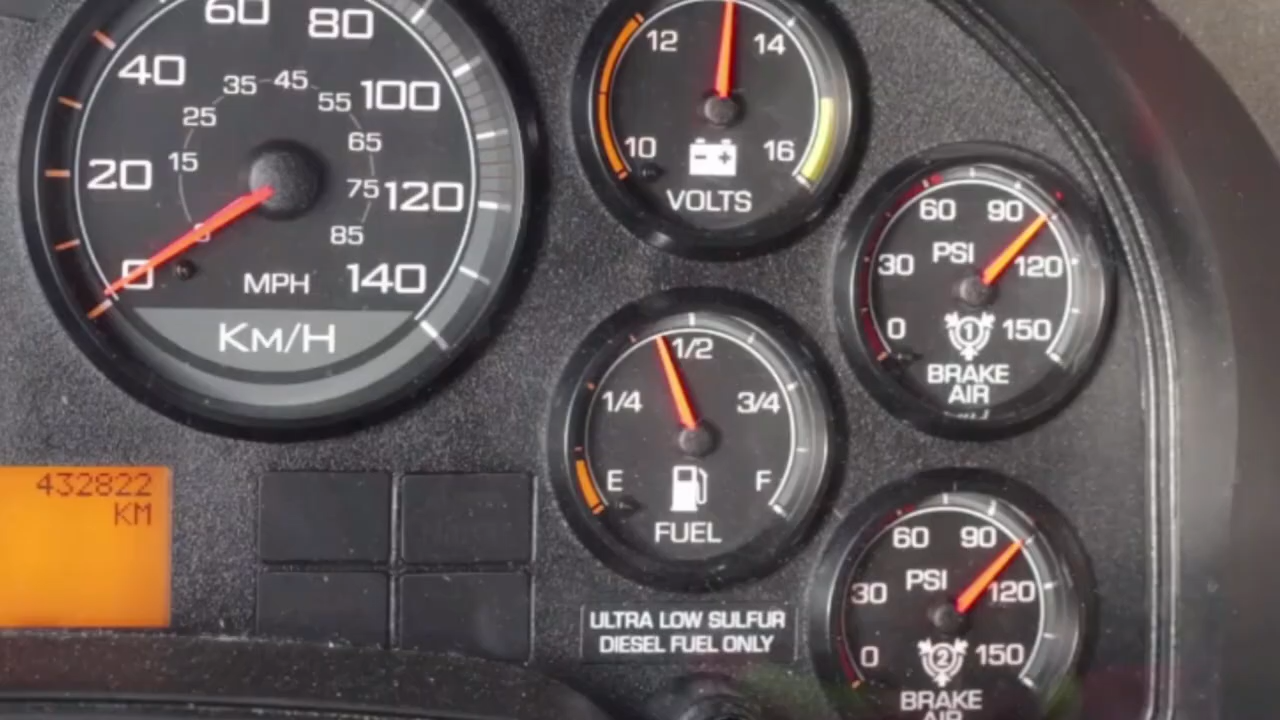 60 80
40 100
20 120
0 140
35 45 55
25 65
15 75
5 85
MPH
Km/H
432822
KM
12 14
10 16
VOLTS
60 90
30 PSI 120
0 1 150
BRAKE
AIR
1/2
1/4 3/4
E F
FUEL
ULTRA LOW SULFUR
DIESEL FUEL ONLY
60 90
30 PSI 120
0 2 150
BRAKE
AIR